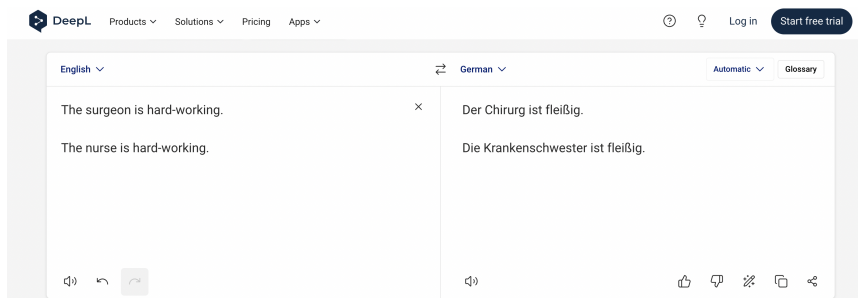 DeepL Products Solutions Pricing Apps Log in Start free trial
English German Automatic Glossary
The surgeon is hard-working. Der Chirurg ist fleißig.
The nurse is hard-working. Die Krankenschwester ist fleißig.